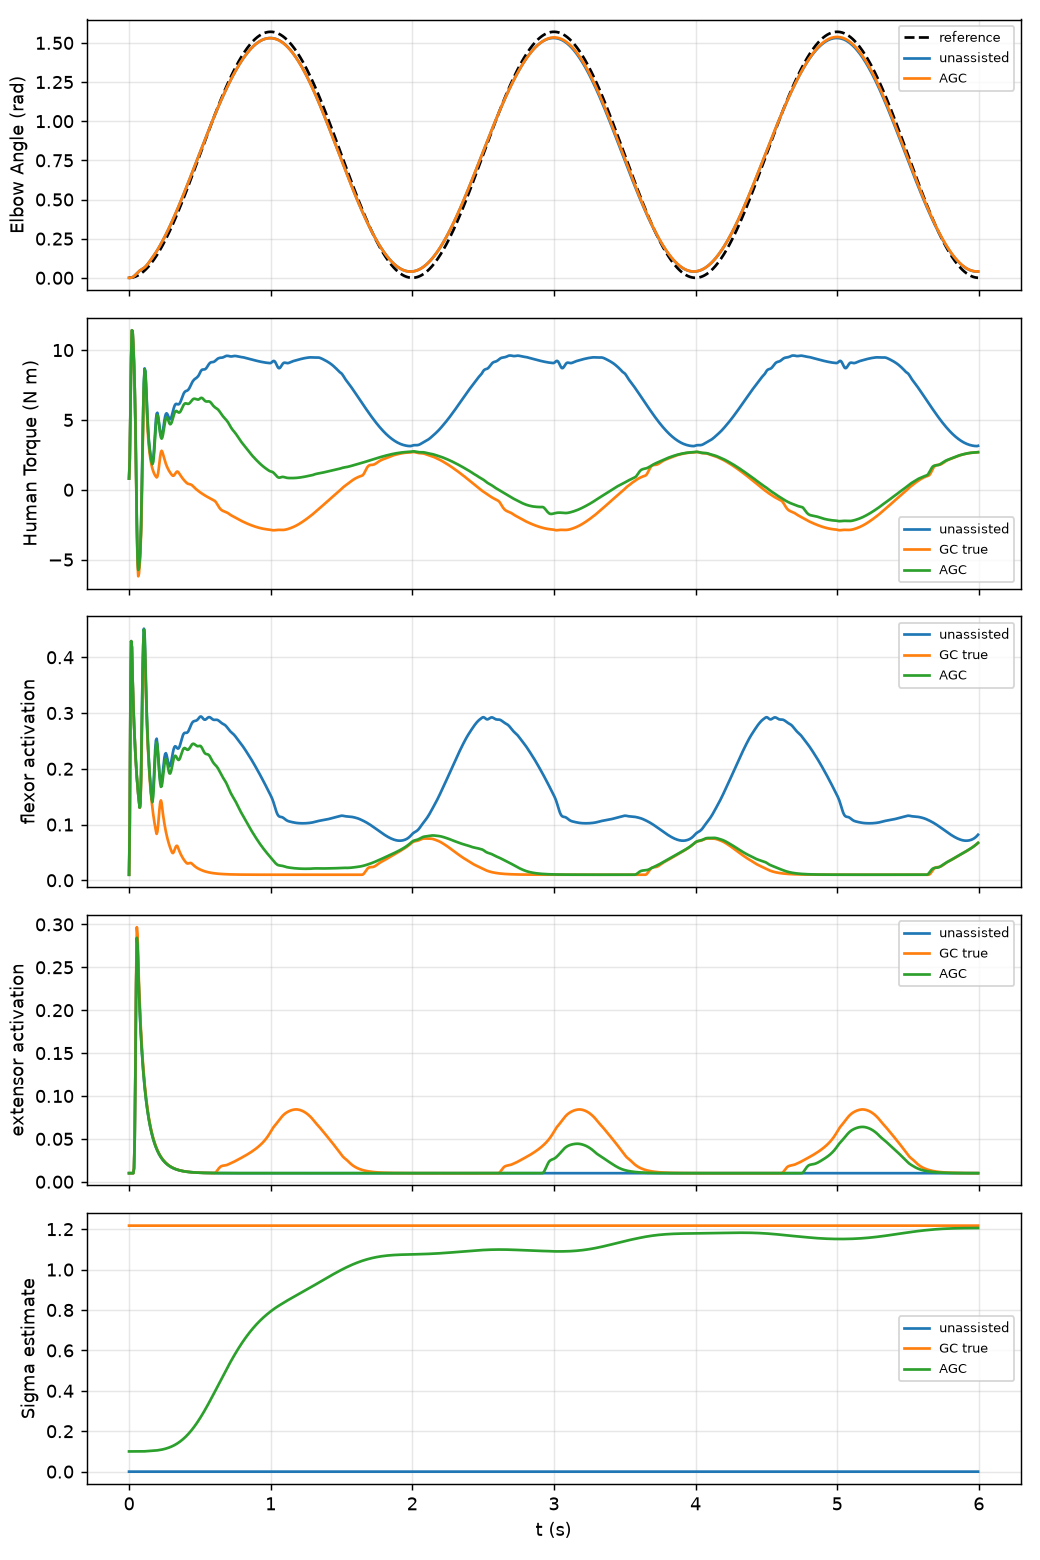 Elbow Angle (rad)
1.50
1.25
1.00
0.75
0.50
0.25
0.00
reference
unassisted
AGC
Human Torque (N m)
10
5
0
−5
unassisted
GC true
AGC
flexor activation
0.4
0.3
0.2
0.1
0.0
unassisted
GC true
AGC
extensor activation
0.30
0.25
0.20
0.15
0.10
0.05
0.00
unassisted
GC true
AGC
Sigma estimate
1.2
1.0
0.8
0.6
0.4
0.2
0.0
unassisted
GC true
AGC
0 1 2 3 4 5 6
t (s)